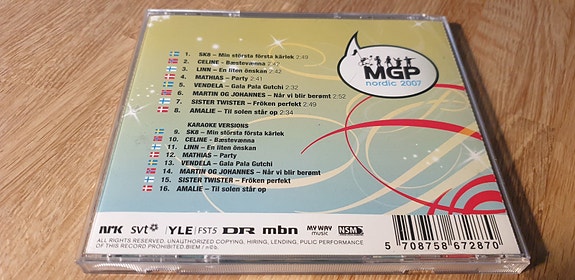 MGP
nordic 2007
1. SK8 – Min största första kärlek 2:49
2. CELINE – Bæstevænna 2:47
3. LINN – En liten önskan 2:42
4. MATHIAS – Party 2:41
5. VENDELA – Gala Pala Gutchi 2:32
6. MARTIN OG JOHANNES – Når vi blir berømt 2:52
7. SISTER TWISTER – Fröken perfekt 2:49
8. AMALIE – Til solen står op 2:34
KARAOKE VERSIONS
9. SK8 – Min största första kärlek
10. CELINE – Bæstevænna
11. LINN – En liten önskan
12. MATHIAS – Party
13. VENDELA – Gala Pala Gutchi
14. MARTIN OG JOHANNES – Når vi blir berømt
15. SISTER TWISTER – Fröken perfekt
16. AMALIE – Til solen står op
NRK svt YLE FST5 DR mbn MY WAY music NSM
ALL RIGHTS RESERVED. UNAUTHORIZED COPYING, HIRING, LENDING, PULIC PERFORMANCE
OF THIS RECORD PROHIBITED. BIEM / ncb.
5 708758 672870